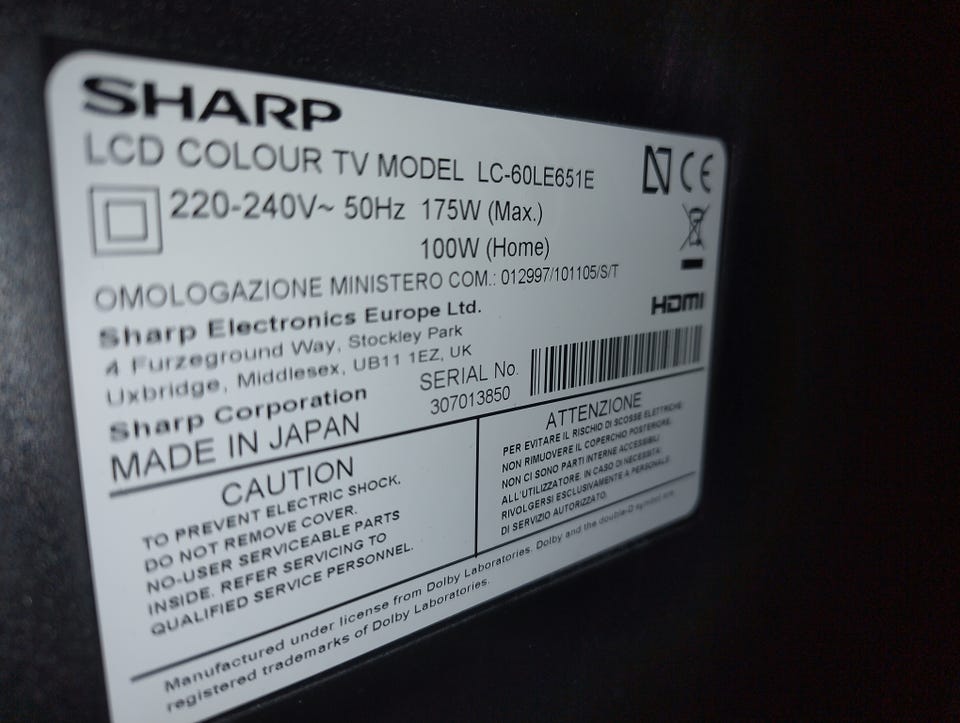 SHARP
LCD COLOUR TV MODEL LC-60LE651E
220-240V~ 50Hz 175W (Max.)
100W (Home)
OMOLOGAZIONE MINISTERO COM.: 012997/101105/S/T
HDMI
Sharp Electronics Europe Ltd.
4 Furzeground Way, Stockley Park
Uxbridge, Middlesex, UB11 1EZ, UK
Sharp Corporation
MADE IN JAPAN
SERIAL No.
307013850
CAUTION
TO PREVENT ELECTRIC SHOCK,
DO NOT REMOVE COVER.
NO-USER SERVICEABLE PARTS
INSIDE. REFER SERVICING TO
QUALIFIED SERVICE PERSONNEL.
ATTENZIONE
PER EVITARE IL RISCHIO DI SCOSSE ELETTRICHE
NON RIMUOVERE IL COPERCHIO POSTERIORE.
NON CI SONO PARTI INTERNE ACCESSIBILI
ALL'UTILIZZATORE. IN CASO DI NECESSITÀ
RIVOLGERSI ESCLUSIVAMENTE A PERSONALE
DI SERVIZIO AUTORIZZATO.
Manufactured under license from Dolby Laboratories. Dolby and the double-D symbol are
registered trademarks of Dolby Laboratories.